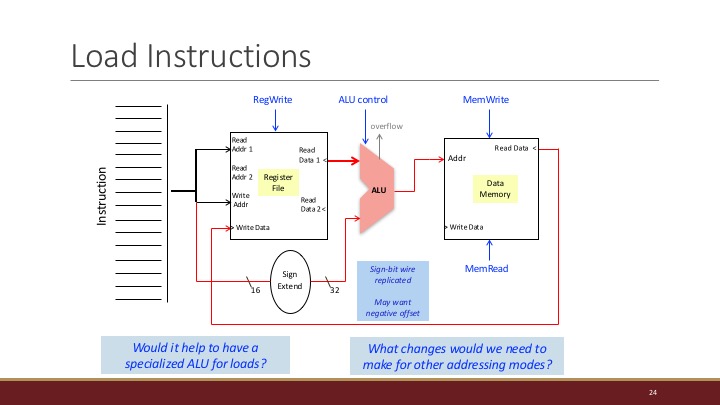 Load Instructions
RegWrite
ALU control
MemWrite
overflow
Instruction
Read
Addr 1
Read
Addr 2
Write
Addr
Write Data
Register
File
Read
Data 1
Read
Data 2
ALU
Addr
Read Data
Data
Memory
Write Data
MemRead
Sign
Extend
16
32
Sign-bit wire
replicated
May want
negative offset
Would it help to have a
specialized ALU for loads?
What changes would we need to
make for other addressing modes?
24